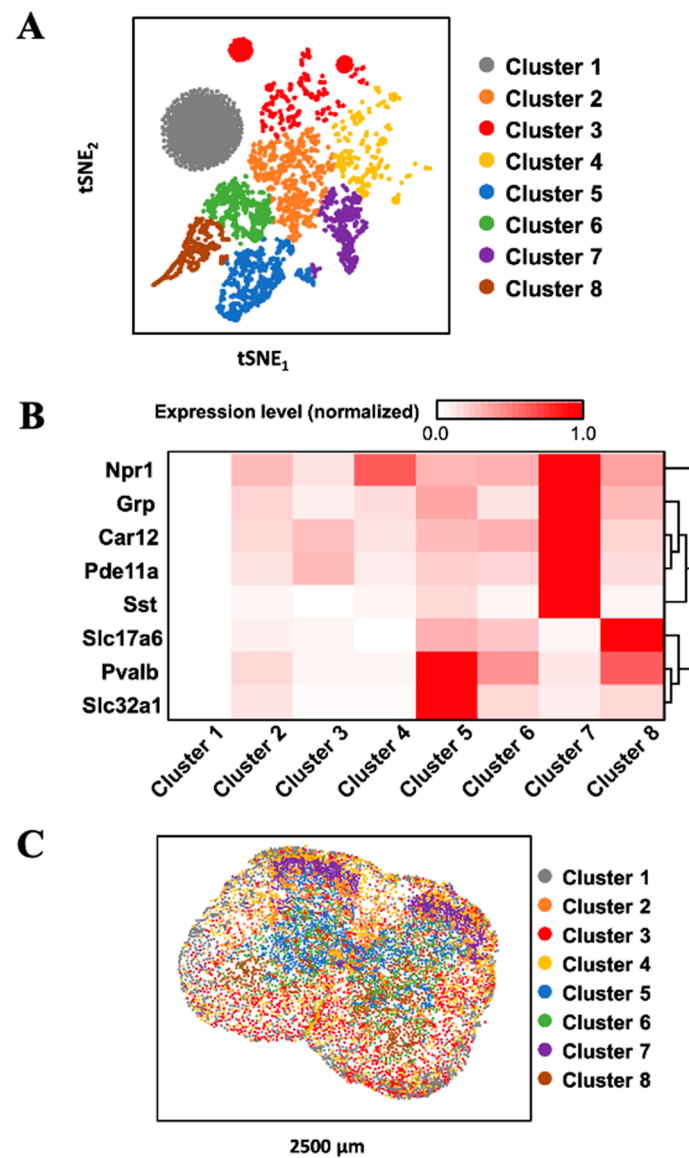 A
tSNE2
tSNE1
Cluster 1
Cluster 2
Cluster 3
Cluster 4
Cluster 5
Cluster 6
Cluster 7
Cluster 8
B
Expression level (normalized)
0.0
1.0
Npr1
Grp
Car12
Pde11a
Sst
Slc17a6
Pvalb
Slc32a1
Cluster 1
Cluster 2
Cluster 3
Cluster 4
Cluster 5
Cluster 6
Cluster 7
Cluster 8
C
Cluster 1
Cluster 2
Cluster 3
Cluster 4
Cluster 5
Cluster 6
Cluster 7
Cluster 8
2500 µm